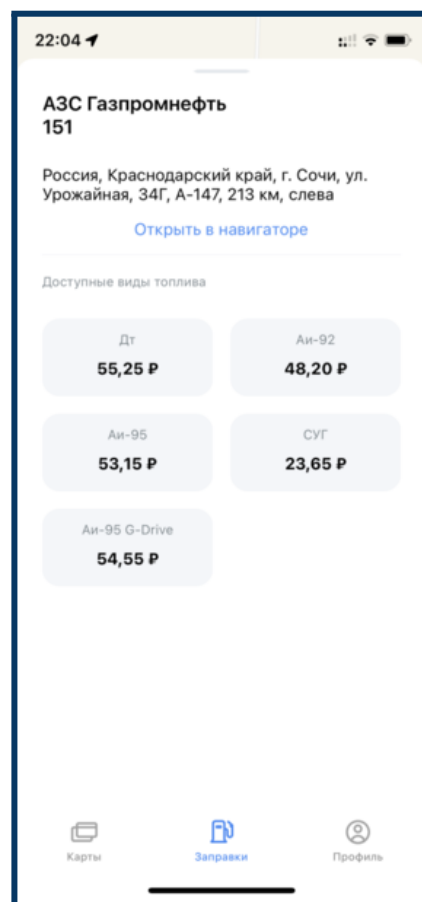 22:04
АЗС Газпромнефть
151
Россия, Краснодарский край, г. Сочи, ул.
Урожайная, 34Г, А-147, 213 км, слева
Открыть в навигаторе
Доступные виды топлива
Дт
55,25 ₽
Аи-92
48,20 ₽
Аи-95
53,15 ₽
СУГ
23,65 ₽
Аи-95 G-Drive
54,55 ₽
Карты
Заправки
Профиль